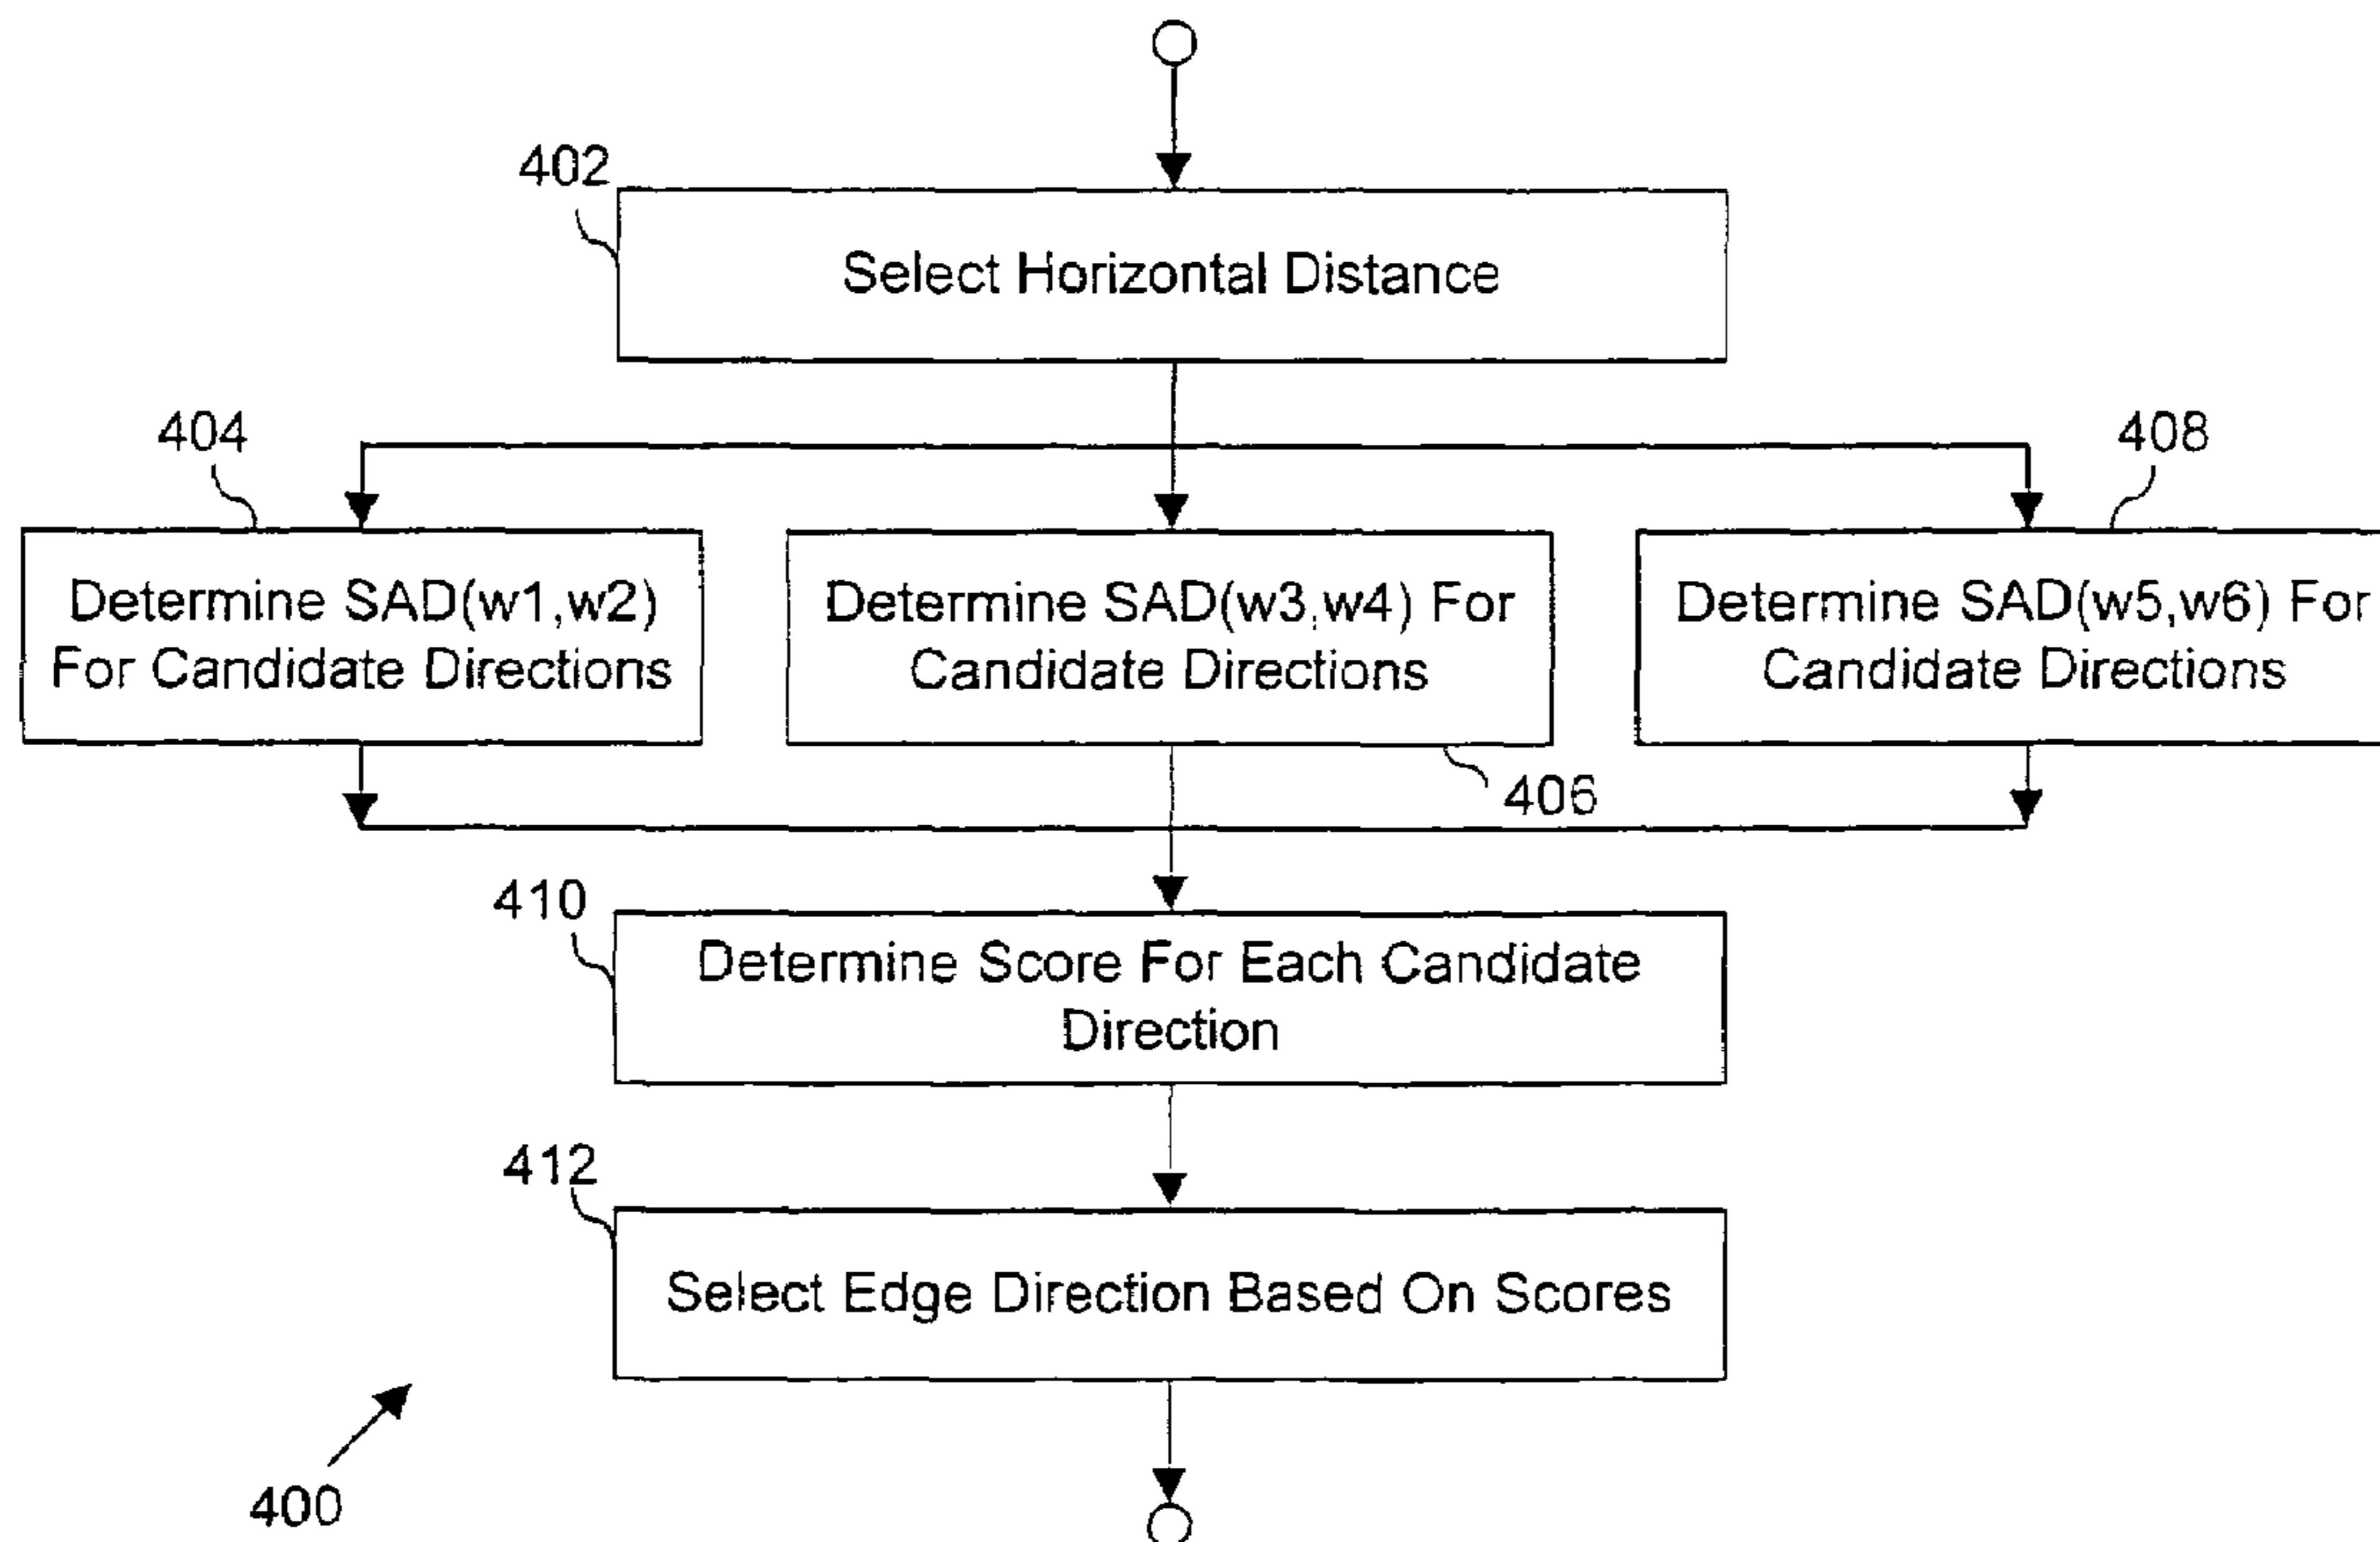 402
Select Horizontal Distance
404
408
Determine SAD(w1,w2)
For Candidate Directions
Determine SAD(w3,w4) For
Candidate Directions
Determine SAD(w5,w6) For
Candidate Directions
406
410
Determine Score For Each Candidate
Direction
412
Select Edge Direction Based On Scores
400